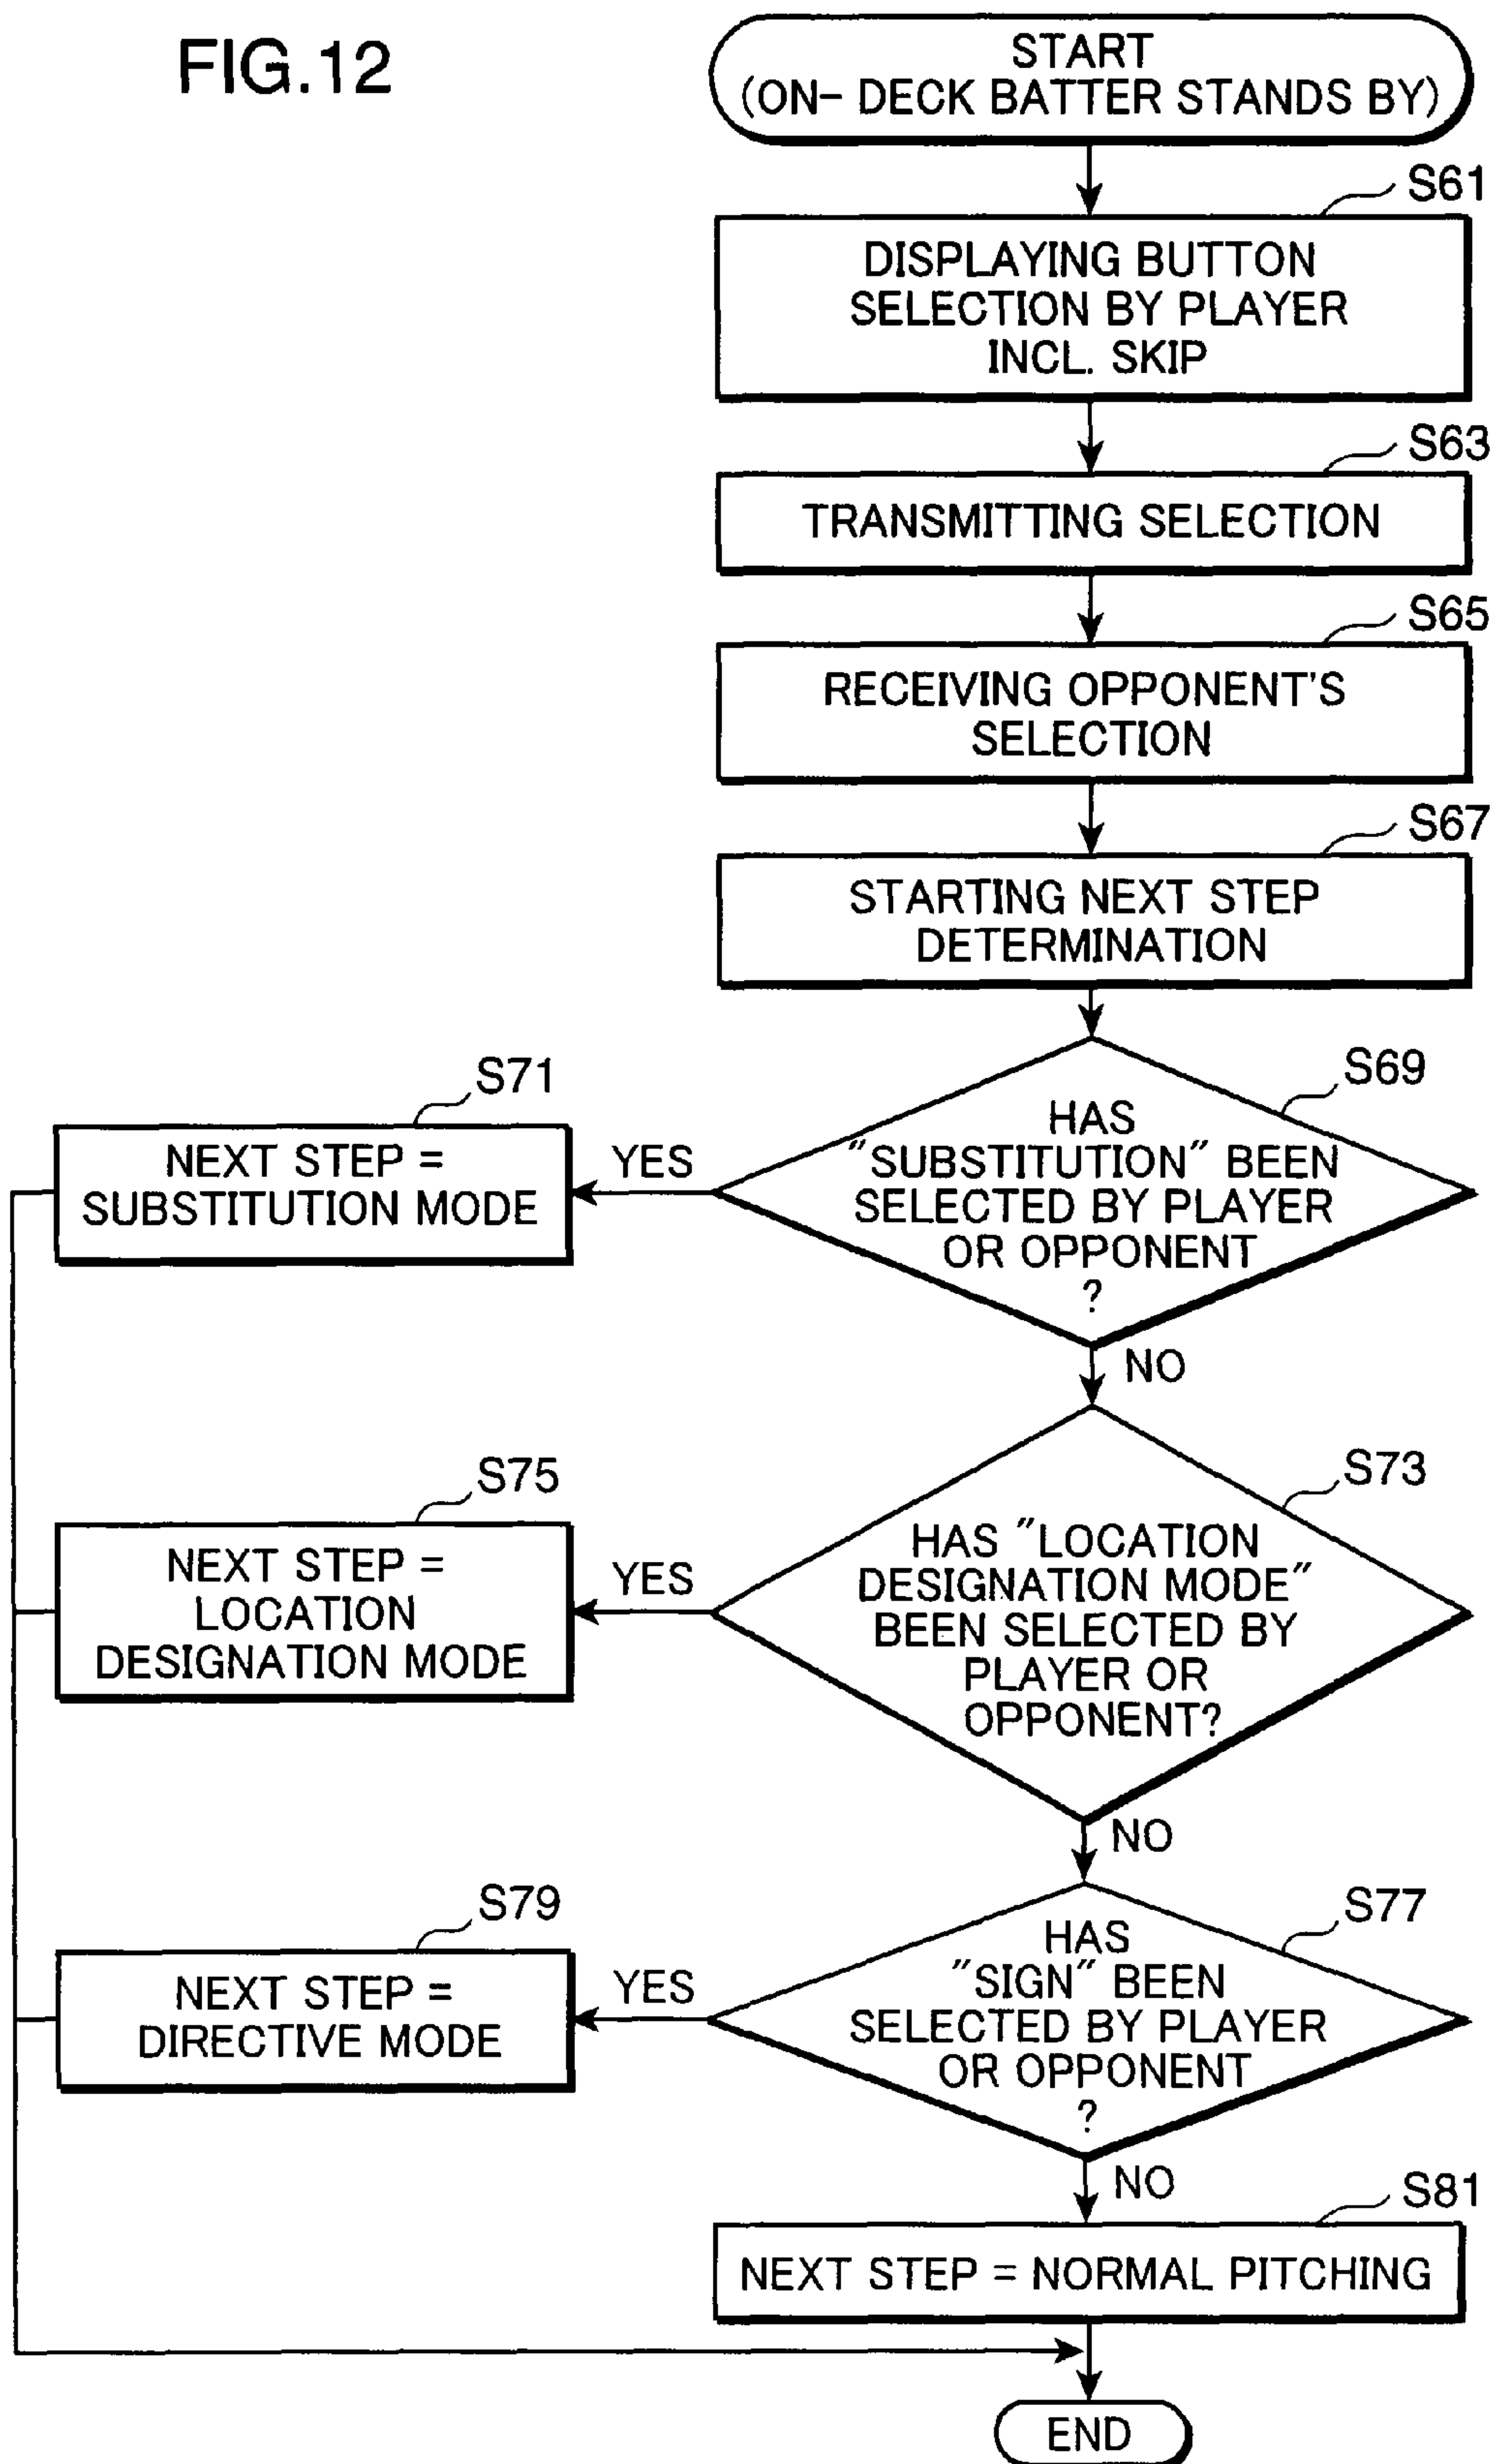 FIG.12
START
(ON- DECK BATTER STANDS BY)
S61
DISPLAYING BUTTON
SELECTION BY PLAYER
INCL. SKIP
S63
TRANSMITTING SELECTION
S65
RECEIVING OPPONENT'S
SELECTION
S67
STARTING NEXT STEP
DETERMINATION
S69
HAS
"SUBSTITUTION" BEEN
SELECTED BY PLAYER
OR OPPONENT
?
YES
S71
NEXT STEP =
SUBSTITUTION MODE
NO
S73
HAS "LOCATION
DESIGNATION MODE"
BEEN SELECTED BY
PLAYER OR
OPPONENT?
YES
S75
NEXT STEP =
LOCATION
DESIGNATION MODE
NO
S77
HAS
"SIGN" BEEN
SELECTED BY PLAYER
OR OPPONENT
?
YES
S79
NEXT STEP =
DIRECTIVE MODE
NO
S81
NEXT STEP = NORMAL PITCHING
END